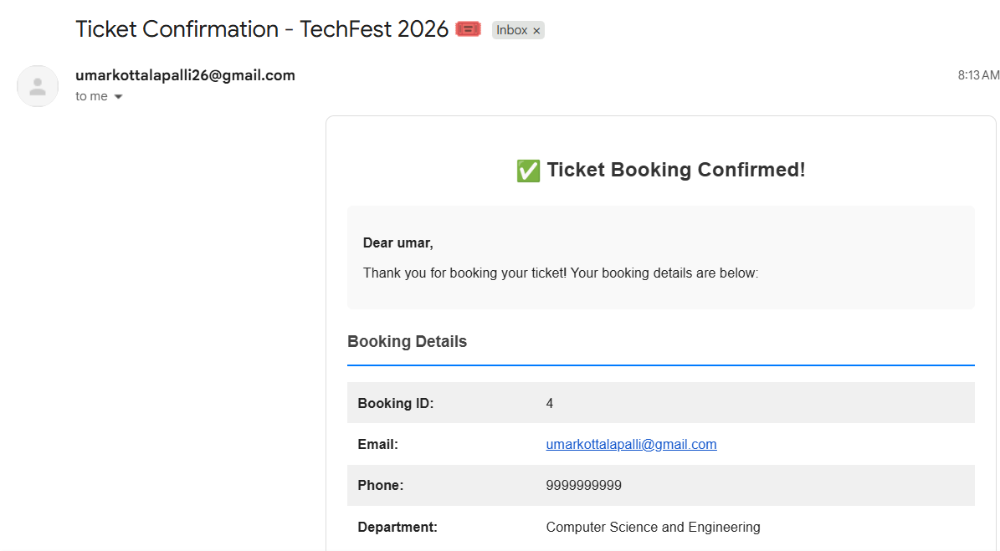 Ticket Confirmation - TechFest 2026 🎟️ Inbox ×
umarkottalapalli26@gmail.com 8:13 AM
to me
✅ Ticket Booking Confirmed!
Dear umar,
Thank you for booking your ticket! Your booking details are below:
Booking Details
Booking ID: 4
Email: umarkottalapalli@gmail.com
Phone: 9999999999
Department: Computer Science and Engineering